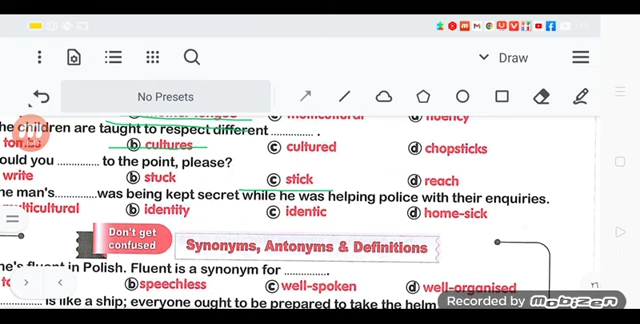 Draw
No Presets
multicultural ⓓ fluency
he children are taught to respect different ............. .
tombs ⓑ cultures ⓒ cultured ⓓ chopsticks
ould you ............. to the point, please?
write ⓑ stuck ⓒ stick ⓓ reach
he man's...........was being kept secret while he was helping police with their enquiries.
multicultural ⓑ identity ⓒ identic ⓓ home-sick
Don't get
confused
Synonyms, Antonyms & Definitions
he's fluent in Polish. Fluent is a synonym for ............. .
ⓑ speechless ⓒ well-spoken ⓓ well-organised
............. is like a ship; everyone ought to be prepared to take the helm
٢٦
Recorded by Mobizen